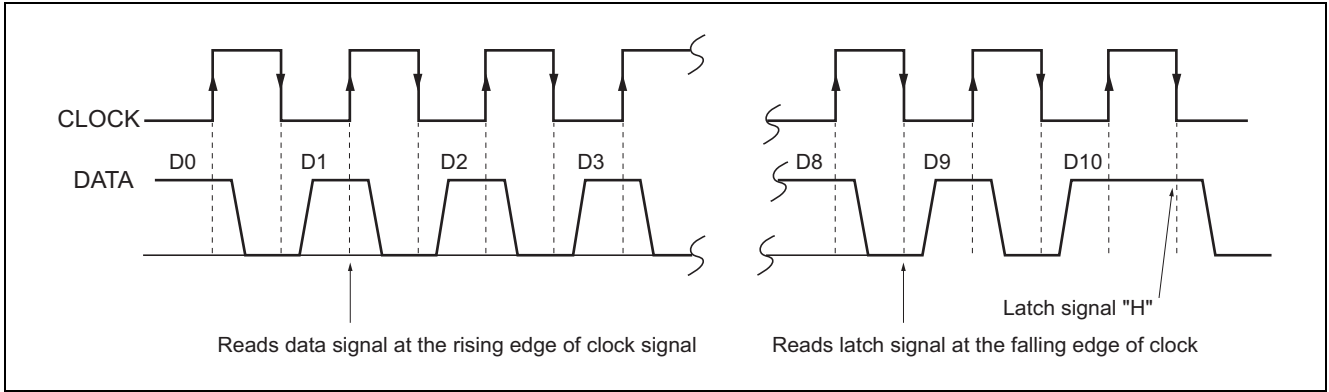 CLOCK
D0 D1 D2 D3 D8 D9 D10
DATA
Latch signal "H"
Reads data signal at the rising edge of clock signal
Reads latch signal at the falling edge of clock